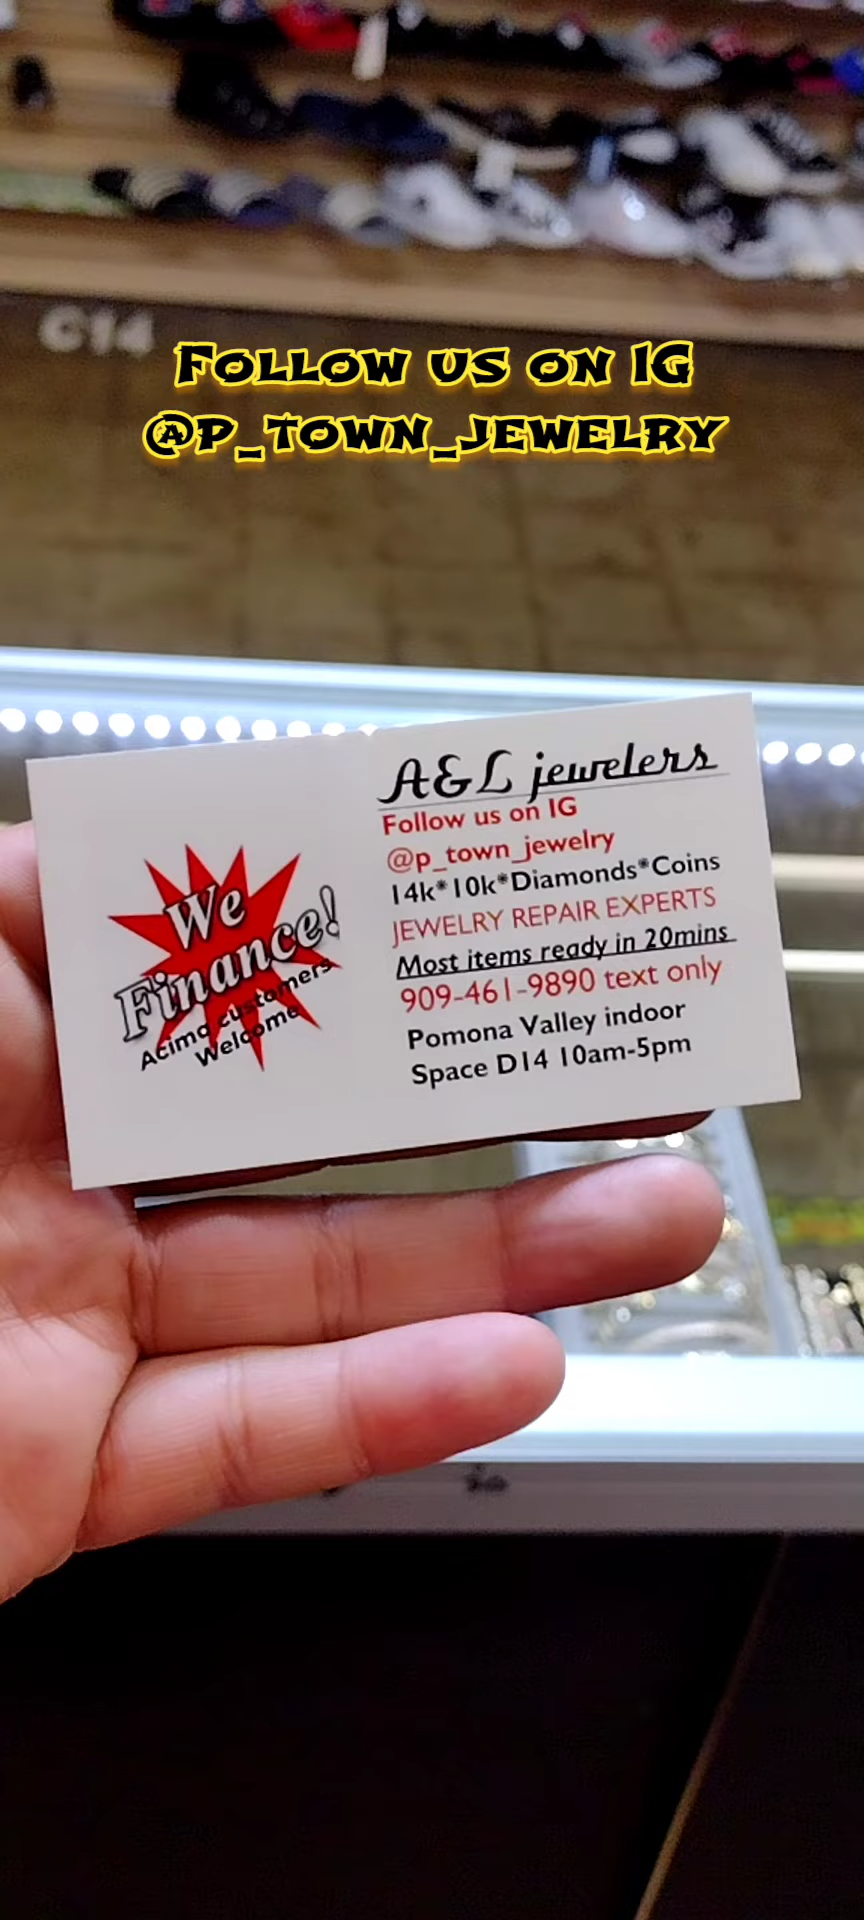 C14
Follow us on IG
@p_town_jewelry
We
Finance!
Acima customers
Welcome
A&L jewelers
Follow us on IG
@p_town_jewelry
14k*10k*Diamonds*Coins
JEWELRY REPAIR EXPERTS
Most items ready in 20mins
909-461-9890 text only
Pomona Valley indoor
Space D14 10am-5pm